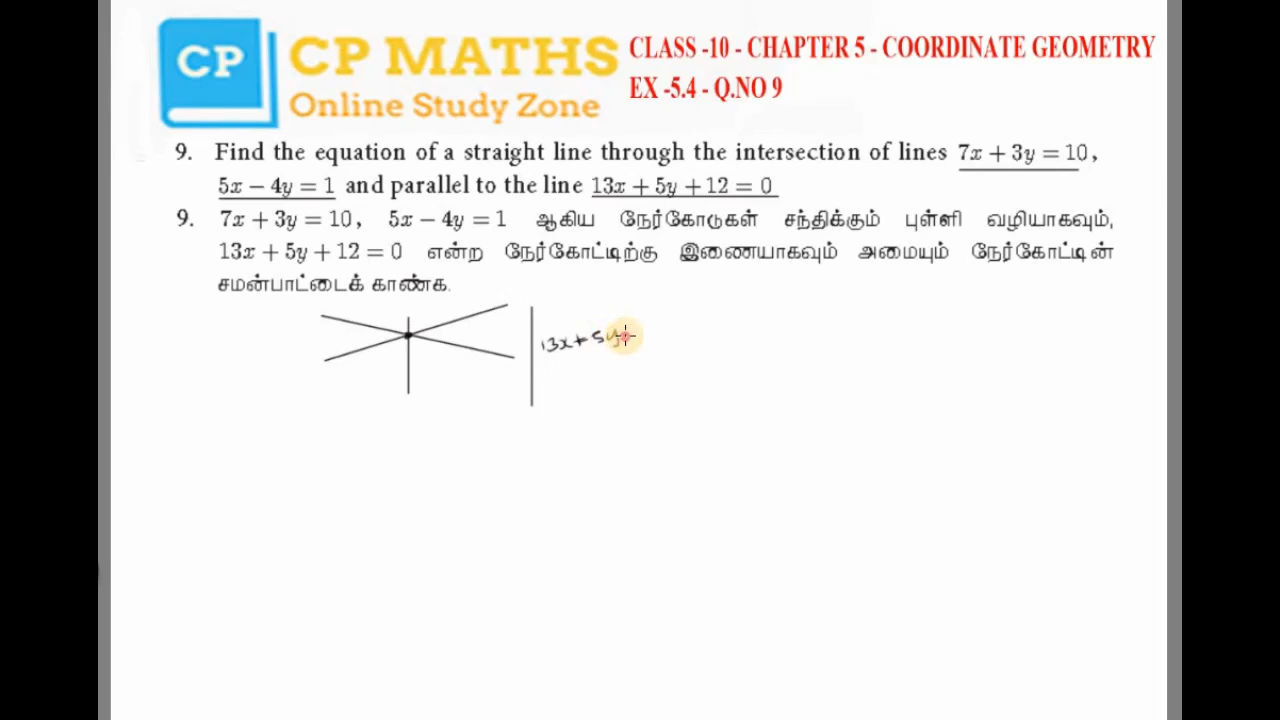 CP
CP MATHS
Online Study Zone
CLASS -10 - CHAPTER 5 - COORDINATE GEOMETRY
EX -5.4 - Q.NO 9
9. Find the equation of a straight line through the intersection of lines 7x + 3y = 10,
5x − 4y = 1 and parallel to the line 13x + 5y + 12 = 0
9. 7x + 3y = 10, 5x − 4y = 1 ஆகிய நேர்கோடுகள் சந்திக்கும் புள்ளி வழியாகவும்,
13x + 5y + 12 = 0 என்ற நேர்கோட்டிற்கு இணையாகவும் அமையும் நேர்கோட்டின்
சமன்பாட்டைக் காண்க.
13x + 5y